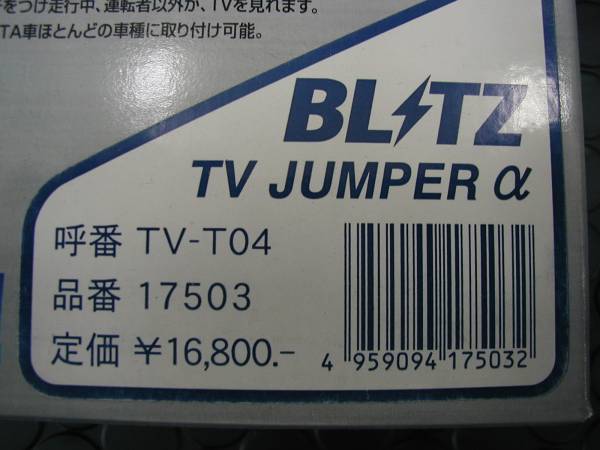 をつけ走行中、運転者以外が、TVを見れます。
TA車ほとんどの車種に取り付け可能。
BLITZ
TV JUMPER α
呼番 TV-T04
品番 17503
定価 ¥16,800.-
4 959094 175032